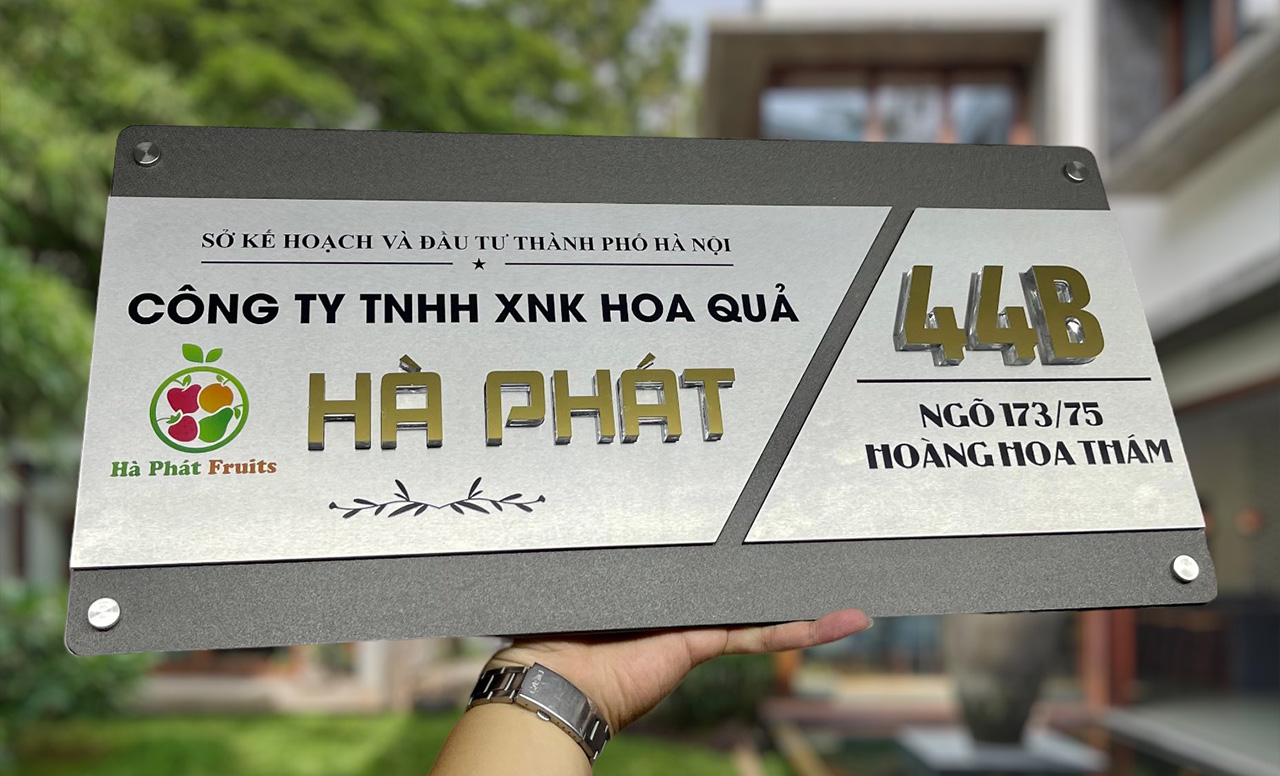 SỞ KẾ HOẠCH VÀ ĐẦU TƯ THÀNH PHỐ HÀ NỘI
CÔNG TY TNHH XNK HOA QUẢ
HÀ PHÁT
Hà Phát Fruits
44B
NGÕ 173/75
HOÀNG HOA THÁM